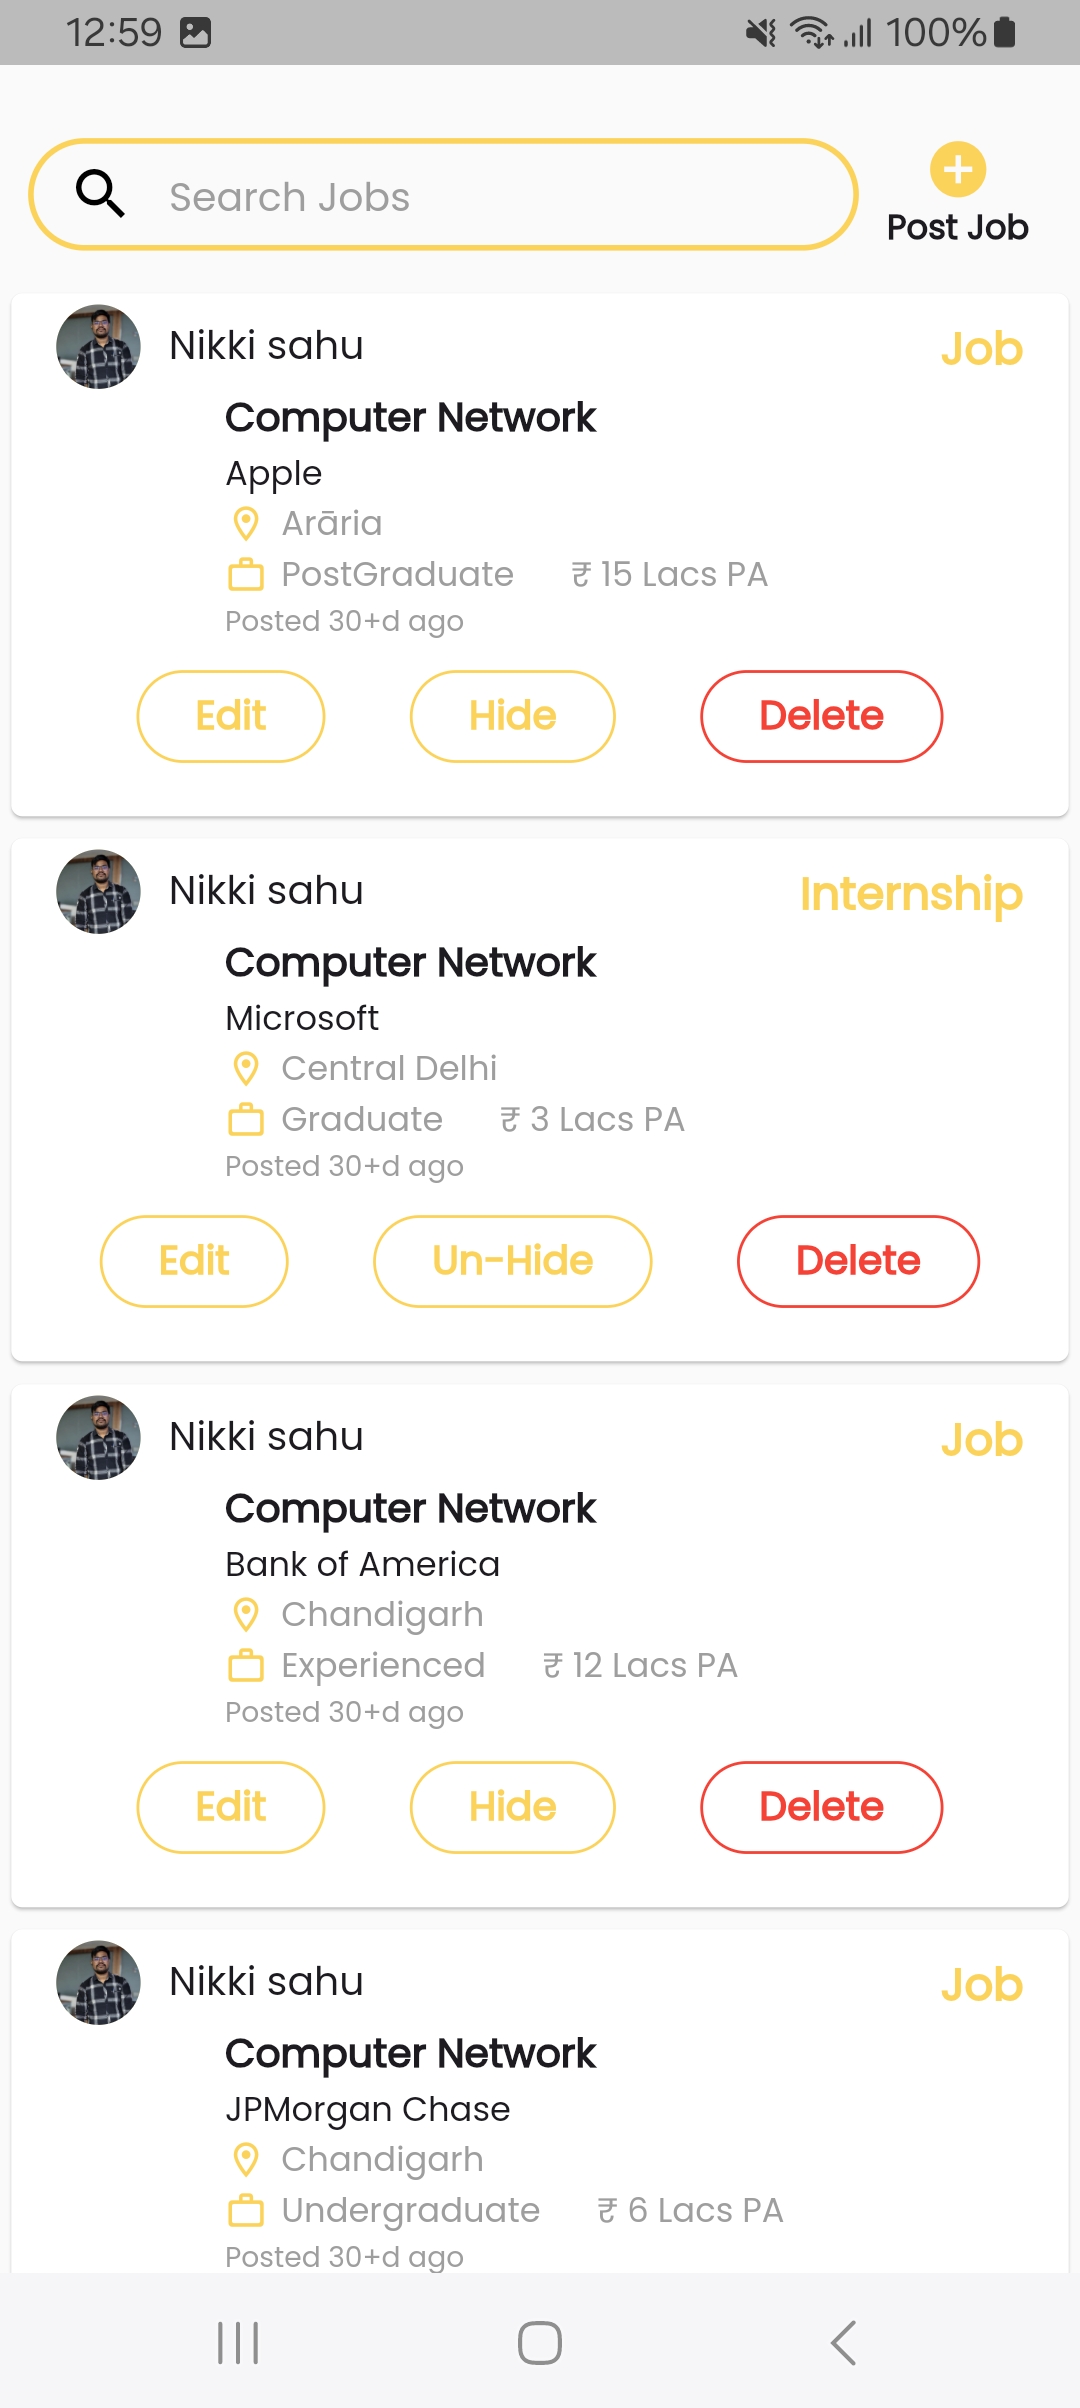 12:59 100%
Search Jobs
Post Job
Nikki sahu Job
Computer Network
Apple
Arāria
PostGraduate ₹ 15 Lacs PA
Posted 30+d ago
Edit Hide Delete
Nikki sahu Internship
Computer Network
Microsoft
Central Delhi
Graduate ₹ 3 Lacs PA
Posted 30+d ago
Edit Un-Hide Delete
Nikki sahu Job
Computer Network
Bank of America
Chandigarh
Experienced ₹ 12 Lacs PA
Posted 30+d ago
Edit Hide Delete
Nikki sahu Job
Computer Network
JPMorgan Chase
Chandigarh
Undergraduate ₹ 6 Lacs PA
Posted 30+d ago